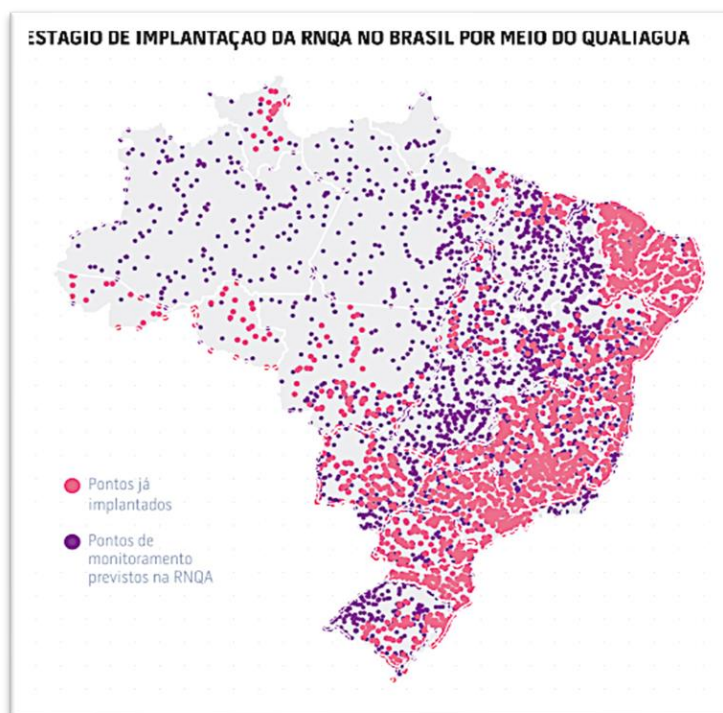 ESTAGIO DE IMPLANTAÇAO DA RNQA NO BRASIL POR MEIO DO QUALIAGUA
Pontos já
implantados
Pontos de
monitoramento
previstos na RNQA